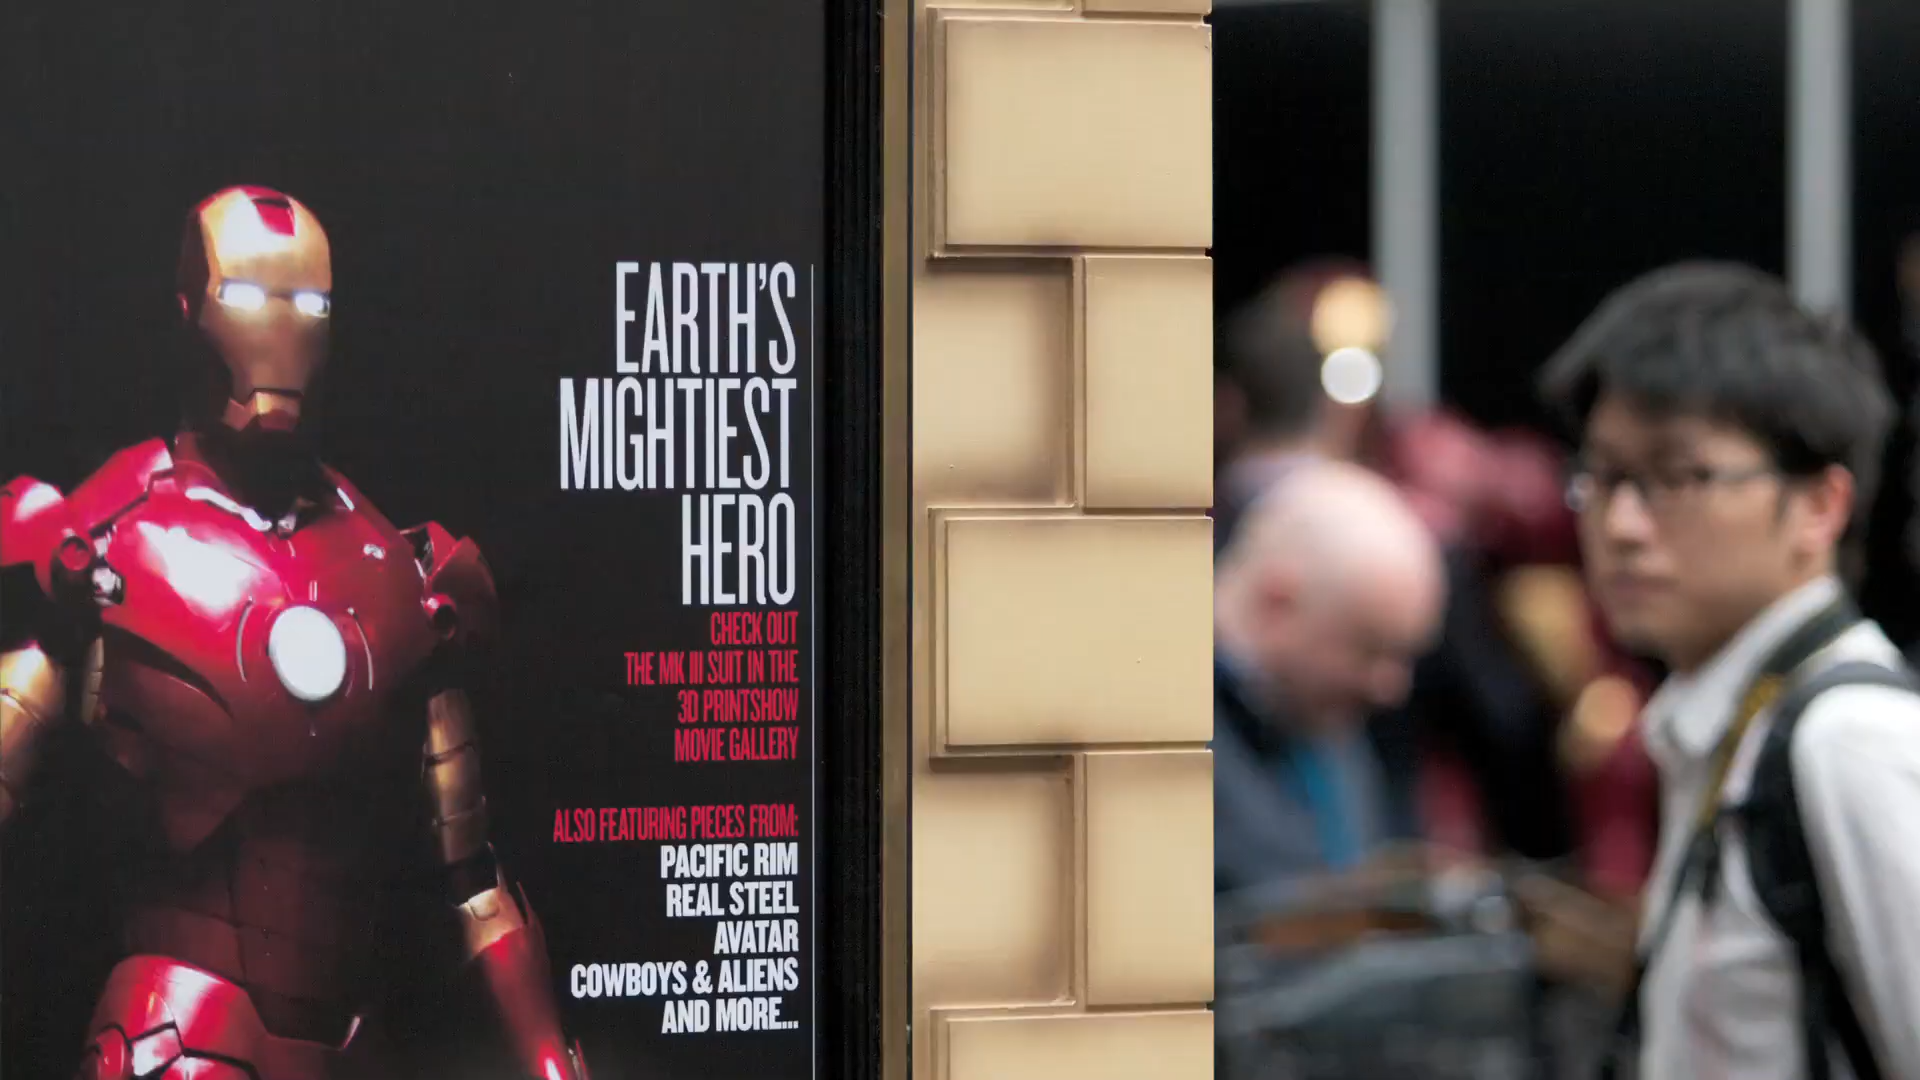 EARTH'S
MIGHTIEST
HERO
CHECK OUT
THE MK III SUIT IN THE
3D PRINTSHOW
MOVIE GALLERY
ALSO FEATURING PIECES FROM:
PACIFIC RIM
REAL STEEL
AVATAR
COWBOYS & ALIENS
AND MORE...